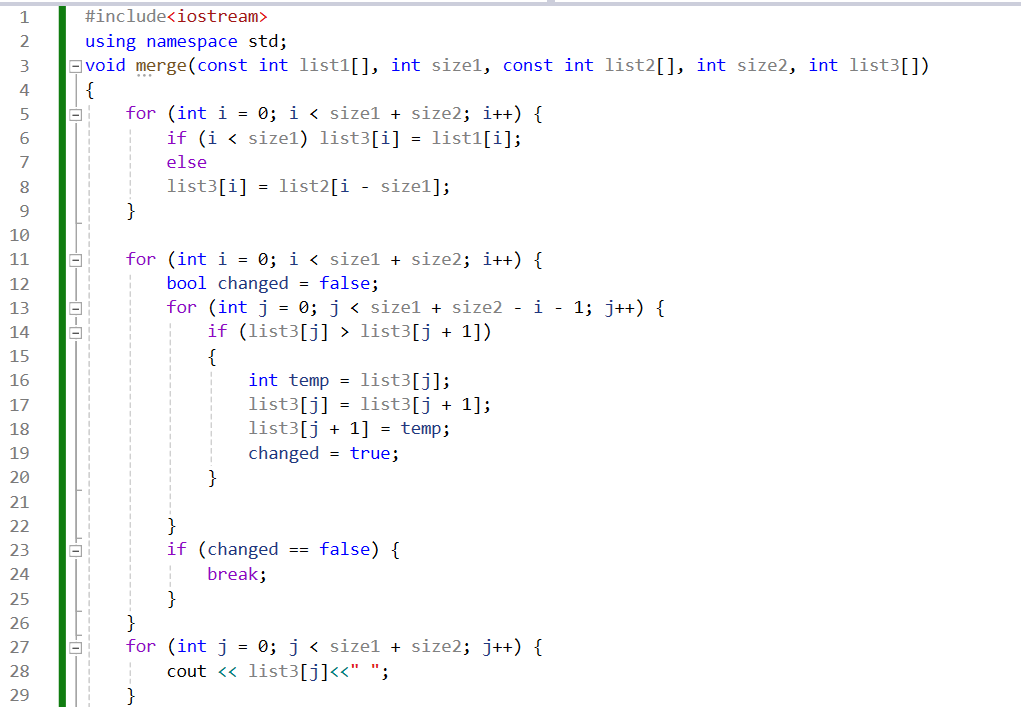 1 #include<iostream>
2 using namespace std;
3 void merge(const int list1[], int size1, const int list2[], int size2, int list3[])
4 {
5 for (int i = 0; i < size1 + size2; i++) {
6 if (i < size1) list3[i] = list1[i];
7 else
8 list3[i] = list2[i - size1];
9 }
10
11 for (int i = 0; i < size1 + size2; i++) {
12 bool changed = false;
13 for (int j = 0; j < size1 + size2 - i - 1; j++) {
14 if (list3[j] > list3[j + 1])
15 {
16 int temp = list3[j];
17 list3[j] = list3[j + 1];
18 list3[j + 1] = temp;
19 changed = true;
20 }
21
22 }
23 if (changed == false) {
24 break;
25 }
26 }
27 for (int j = 0; j < size1 + size2; j++) {
28 cout << list3[j]<<" ";
29 }